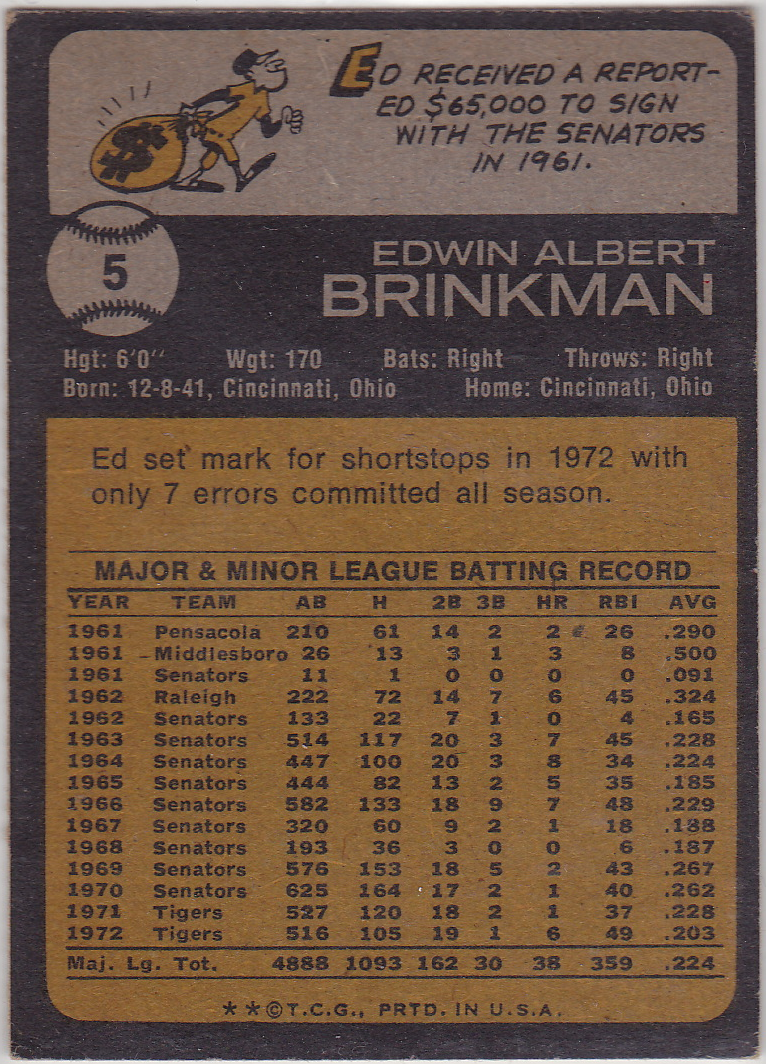 ED RECEIVED A REPORT-
ED $65,000 TO SIGN
WITH THE SENATORS
IN 1961.
5
EDWIN ALBERT
BRINKMAN
Hgt: 6'0" Wgt: 170 Bats: Right Throws: Right
Born: 12-8-41, Cincinnati, Ohio Home: Cincinnati, Ohio
Ed set mark for shortstops in 1972 with
only 7 errors committed all season.
MAJOR & MINOR LEAGUE BATTING RECORD
YEAR TEAM AB H 2B 3B HR RBI AVG
1961 Pensacola 210 61 14 2 2 26 .290
1961 Middlesboro 26 13 3 1 3 8 .500
1961 Senators 11 1 0 0 0 0 .091
1962 Raleigh 222 72 14 7 6 45 .324
1962 Senators 133 22 7 1 0 4 .165
1963 Senators 514 117 20 3 7 45 .228
1964 Senators 447 100 20 3 8 34 .224
1965 Senators 444 82 13 2 5 35 .185
1966 Senators 582 133 18 9 7 48 .229
1967 Senators 320 60 9 2 1 18 .188
1968 Senators 193 36 3 0 0 6 .187
1969 Senators 576 153 18 5 2 43 .267
1970 Senators 625 164 17 2 1 40 .262
1971 Tigers 527 120 18 2 1 37 .228
1972 Tigers 516 105 19 1 6 49 .203
Maj. Lg. Tot. 4888 1093 162 30 38 359 .224
**©T.C.G., PRTD. IN U.S.A.